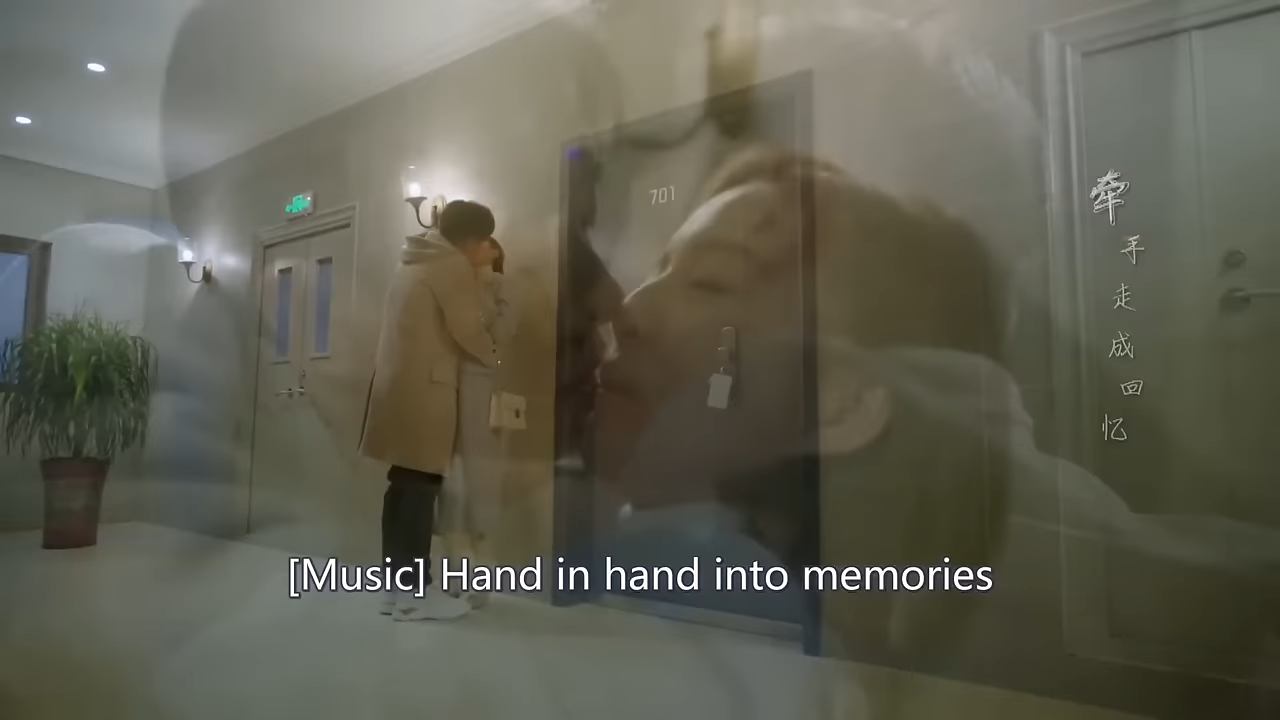 701
牵手走成回忆
[Music] Hand in hand into memories